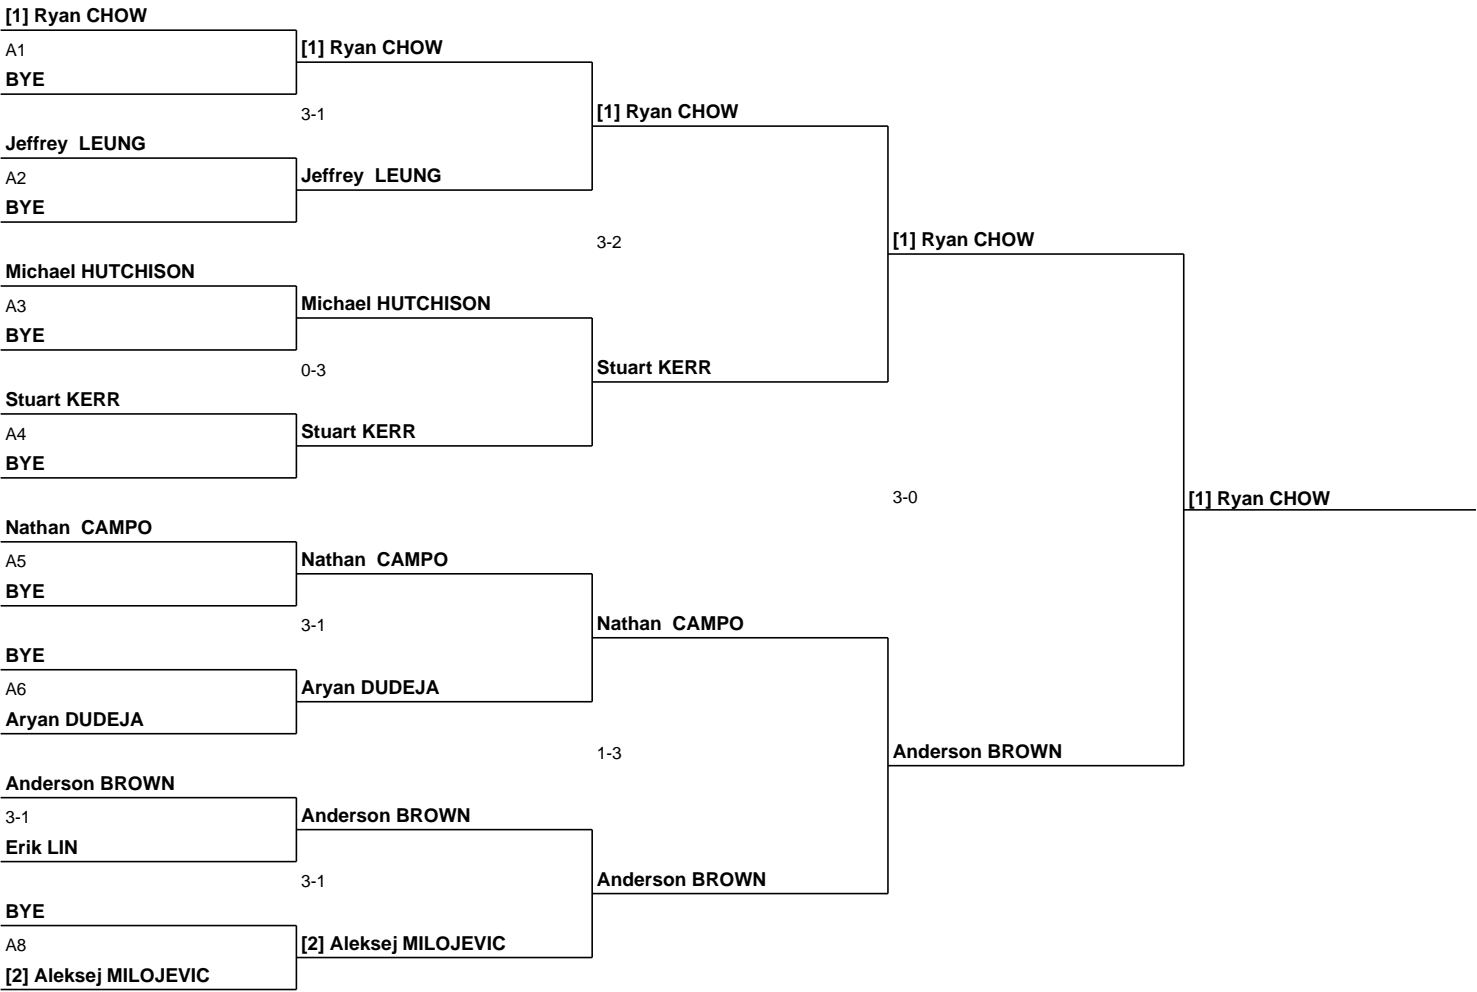 [1] Ryan CHOW
A1
BYE
[1] Ryan CHOW
3-1
Jeffrey  LEUNG
A2
BYE
Jeffrey  LEUNG
[1] Ryan CHOW
3-2
Michael HUTCHISON
A3
BYE
Michael HUTCHISON
0-3
Stuart KERR
A4
BYE
Stuart KERR
Stuart KERR
[1] Ryan CHOW
3-0
[1] Ryan CHOW
Nathan  CAMPO
A5
BYE
Nathan  CAMPO
3-1
BYE
A6
Aryan DUDEJA
Aryan DUDEJA
Nathan  CAMPO
1-3
Anderson BROWN
Anderson BROWN
3-1
Erik LIN
Anderson BROWN
3-1
Anderson BROWN
BYE
A8
[2] Aleksej MILOJEVIC
[2] Aleksej MILOJEVIC